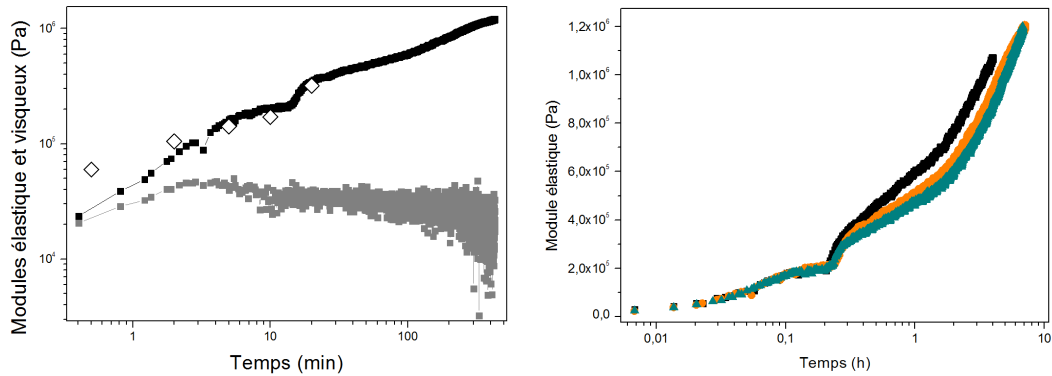 Modules élastique et visqueux (Pa)
10⁶
10⁵
10⁴
1
10
100
Temps (min)
Module élastique (Pa)
1,2x10⁶
1,0x10⁶
8,0x10⁵
6,0x10⁵
4,0x10⁵
2,0x10⁵
0,0
0,01
0,1
1
10
Temps (h)